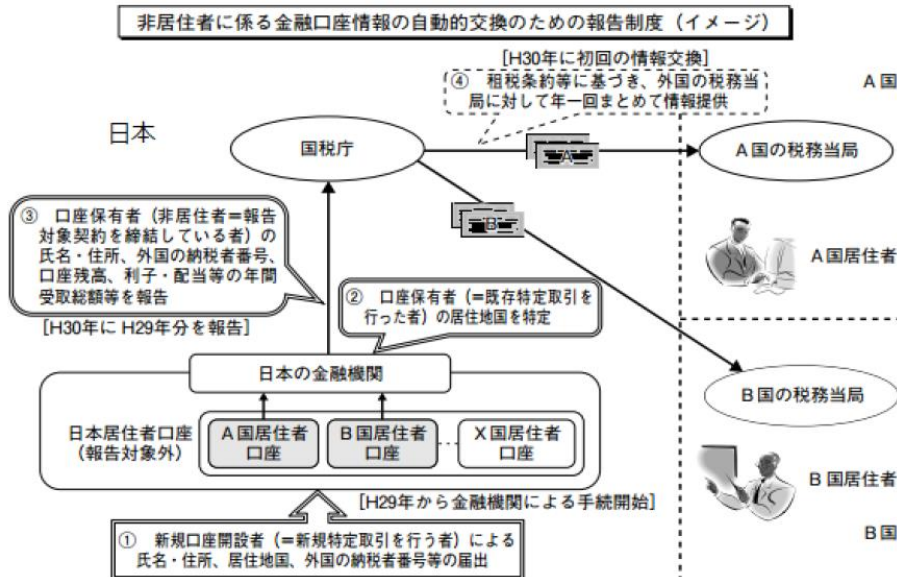 非居住者に係る金融口座情報の自動的交換のための報告制度（イメージ）
[H30年に初回の情報交換]
④ 租税条約等に基づき、外国の税務当
局に対して年一回まとめて情報提供
A国
日本
国税庁
A
A国の税務当局
B
③ 口座保有者（非居住者＝報告
対象契約を締結している者）の
氏名・住所、外国の納税者番号、
口座残高、利子・配当等の年間
受取総額等を報告
[H30年に H29年分を報告]
A国居住者
② 口座保有者（＝既存特定取引を
行った者）の居住地国を特定
日本の金融機関
B国の税務当局
日本居住者口座
（報告対象外）
A国居住者
口座
B国居住者
口座
X国居住者
口座
B国居住者
[H29年から金融機関による手続開始]
① 新規口座開設者（＝新規特定取引を行う者）による
氏名・住所、居住地国、外国の納税者番号等の届出
B国